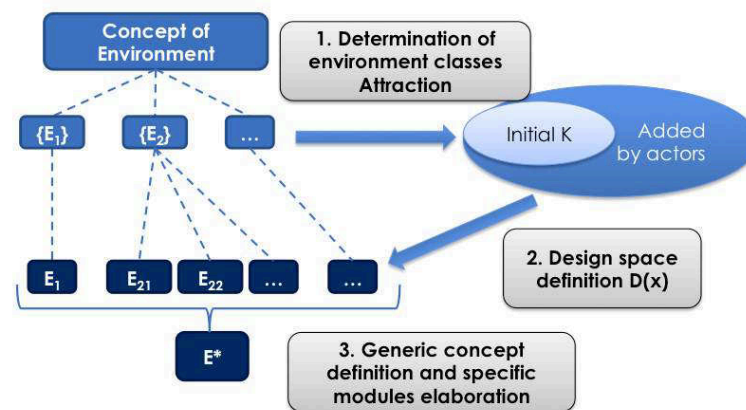 Concept of
Environment
1. Determination of
environment classes
Attraction
{E₁}
{E₂}
...
Initial K
Added
by actors
E₁
E₂₁
E₂₂
...
...
2. Design space
definition D(x)
E*
3. Generic concept
definition and specific
modules elaboration